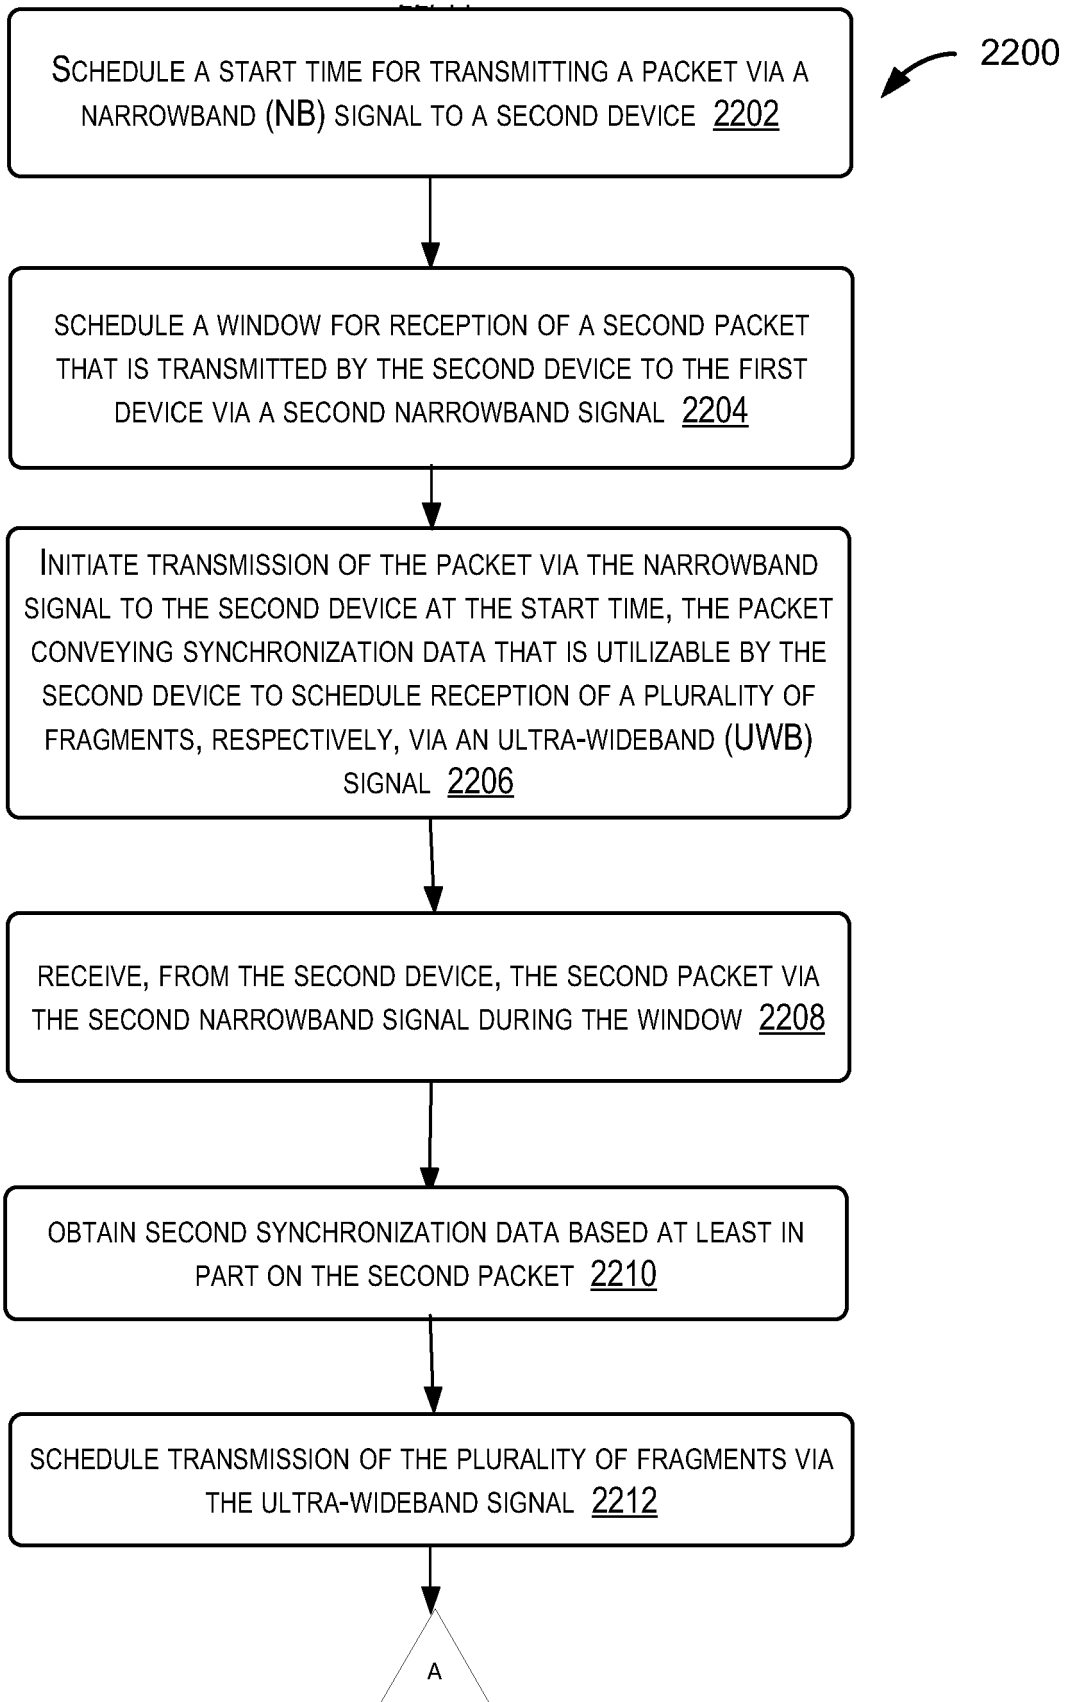 2200
SCHEDULE A START TIME FOR TRANSMITTING A PACKET VIA A
NARROWBAND (NB) SIGNAL TO A SECOND DEVICE 2202
SCHEDULE A WINDOW FOR RECEPTION OF A SECOND PACKET
THAT IS TRANSMITTED BY THE SECOND DEVICE TO THE FIRST
DEVICE VIA A SECOND NARROWBAND SIGNAL 2204
INITIATE TRANSMISSION OF THE PACKET VIA THE NARROWBAND
SIGNAL TO THE SECOND DEVICE AT THE START TIME, THE PACKET
CONVEYING SYNCHRONIZATION DATA THAT IS UTILIZABLE BY THE
SECOND DEVICE TO SCHEDULE RECEPTION OF A PLURALITY OF
FRAGMENTS, RESPECTIVELY, VIA AN ULTRA-WIDEBAND (UWB)
SIGNAL 2206
RECEIVE, FROM THE SECOND DEVICE, THE SECOND PACKET VIA
THE SECOND NARROWBAND SIGNAL DURING THE WINDOW 2208
OBTAIN SECOND SYNCHRONIZATION DATA BASED AT LEAST IN
PART ON THE SECOND PACKET 2210
SCHEDULE TRANSMISSION OF THE PLURALITY OF FRAGMENTS VIA
THE ULTRA-WIDEBAND SIGNAL 2212
A